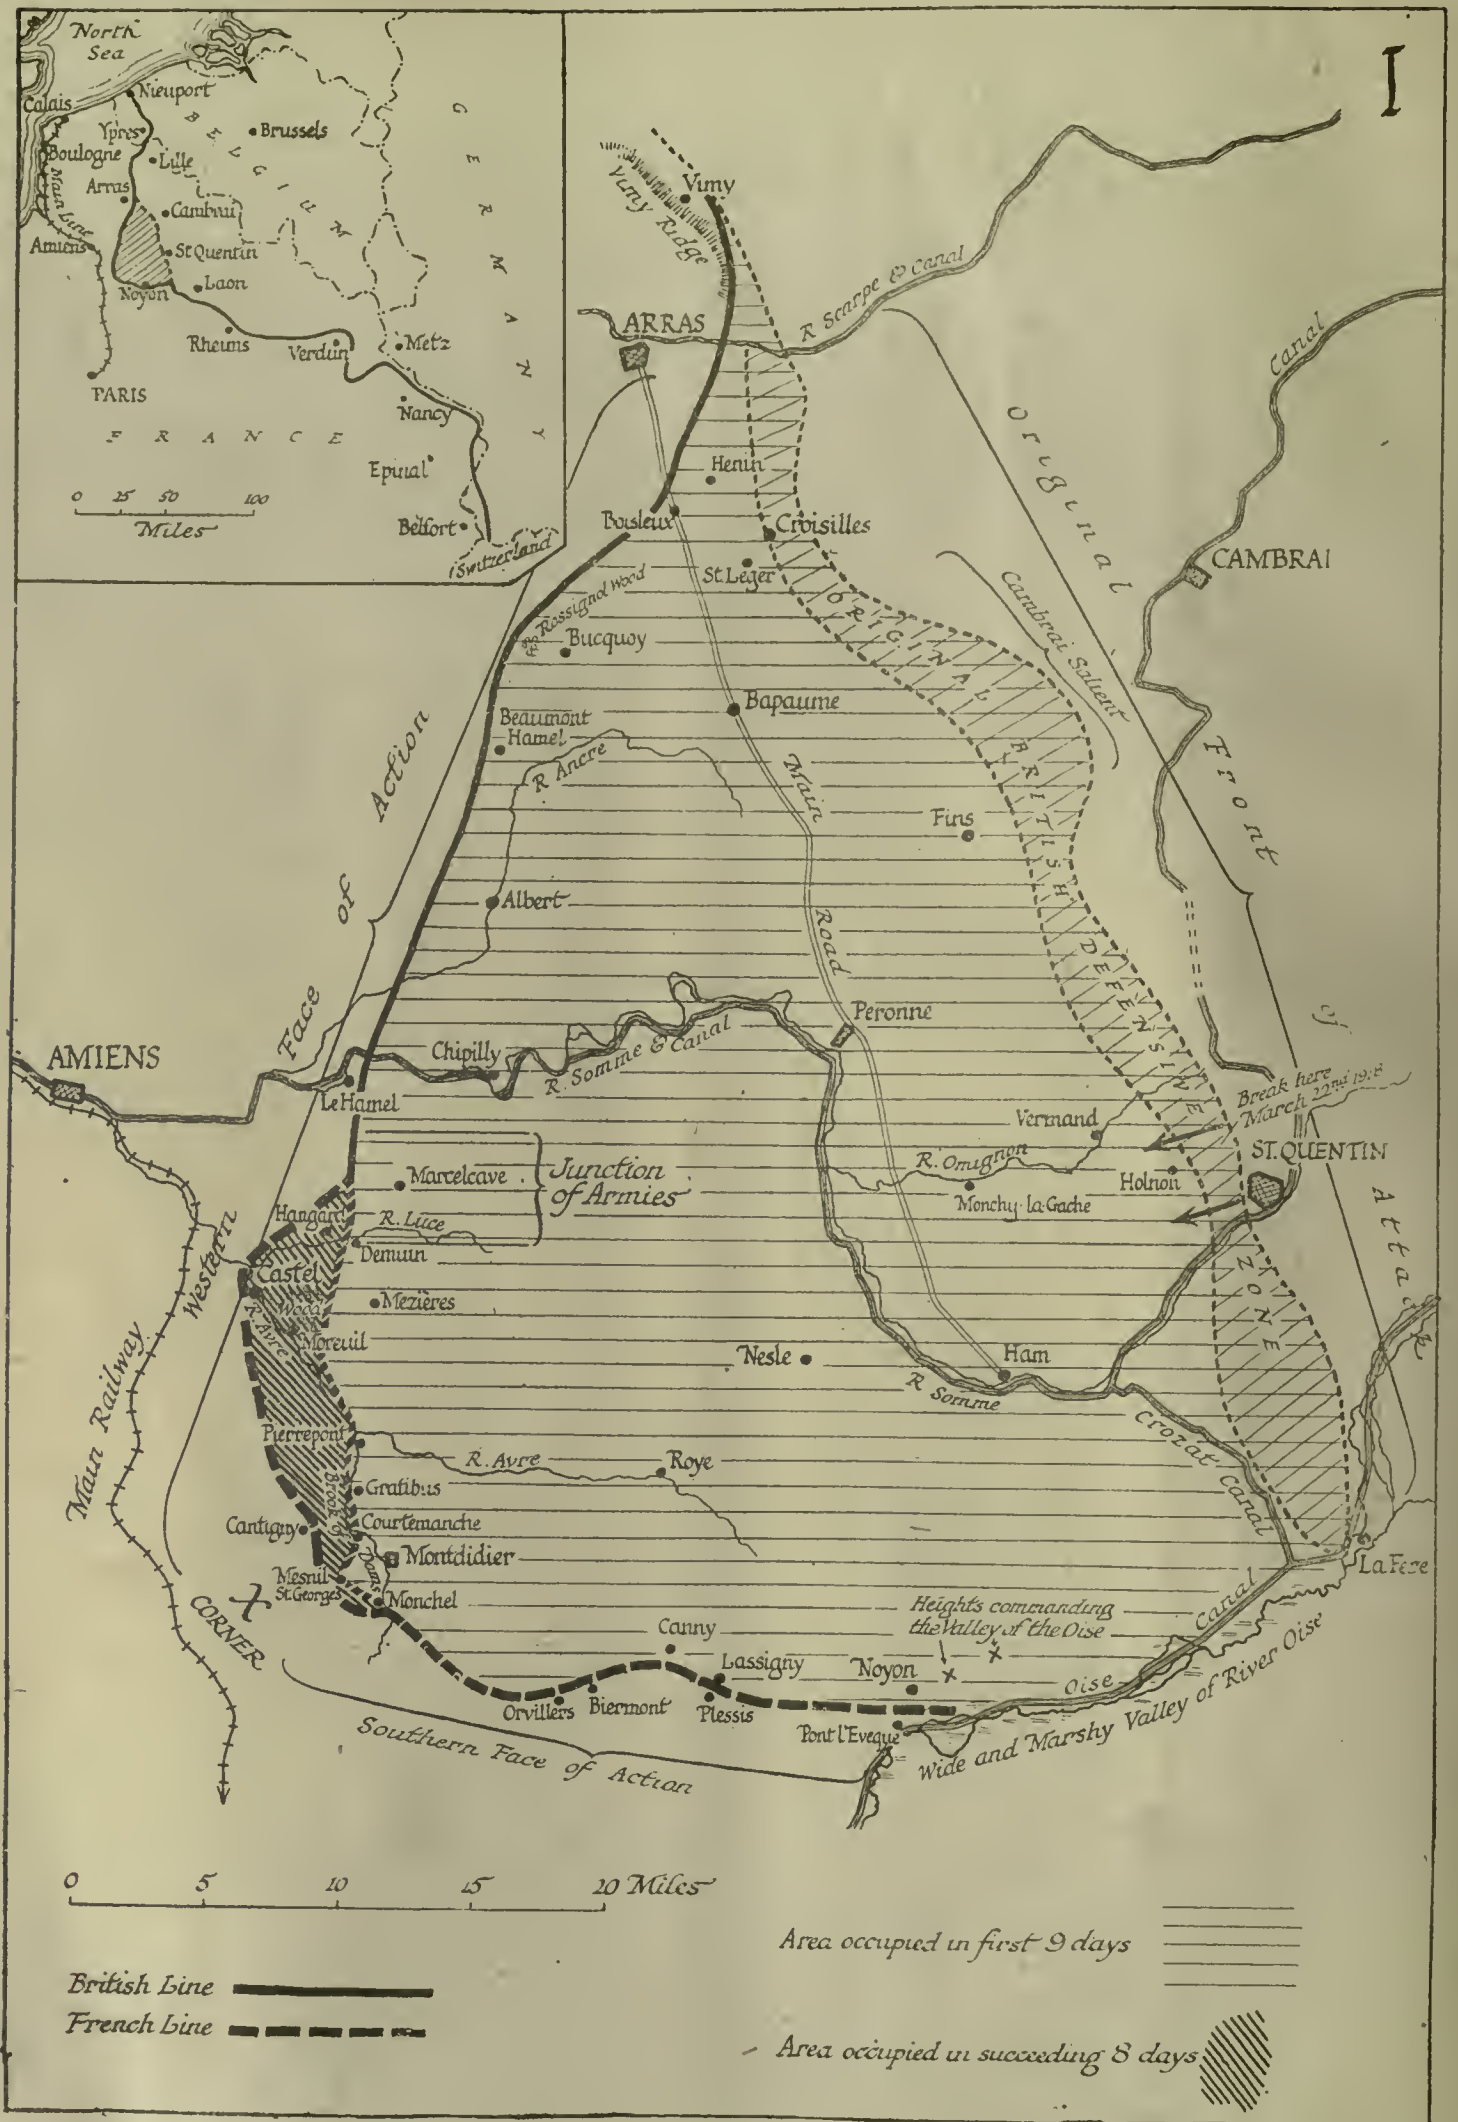 I
North
Sea
Calais
Nieuport
Ypres
BELGIUM
Brussels
GERMANY
Boulogne
Lille
Main Line
Arras
Cambrai
Amiens
St Quentin
Noyon
Laon
Rheims
Verdun
Metz
PARIS
Nancy
FRANCE
Epinal
0 25 50 100
Miles
Belfort
Switzerland
Vimy
Vimy Ridge
R Scarpe & Canal
ARRAS
Canal
Original Front of Attack
Henin
Boisleux
Croisilles
CAMBRAI
St. Leger
Rossignol Wood
Cambrai Salient
Bucquoy
ORIGINAL BRITISH DEFENSIVE ZONE
Bapaume
Beaumont
Hamel
R Ancre
Main Road
Fins
Western Face of Action
Albert
Peronne
AMIENS
Chipilly
R. Somme & Canal
Le Hamel
Break here
March 22nd 1918
Vermand
ST. QUENTIN
R. Omignon
Holnon
Monchy-la-Gache
Marcelcave
Junction
of Armies
Hangard
R. Luce
Demuin
Castel
Wood
Mezières
R. Avre
Moreuil
Nesle
Ham
R Somme
Main Railway
Crozat Canal
Pierrepont
R. Avre
Roye
Gratibus
Brook
Cantigny
Courtemanche
Doms
Montdidier
La Fere
Mesnil
St. Georges
Monchel
CORNER
Heights commanding
the Valley of the Oise
Canny
Lassigny
Noyon
Oise Canal
Orvillers
Biermont
Plessis
Pont l'Eveque
Wide and Marshy Valley of River Oise
Southern Face of Action
0 5 10 15 20 Miles
Area occupied in first 9 days
British Line
French Line
Area occupied in succeeding 8 days